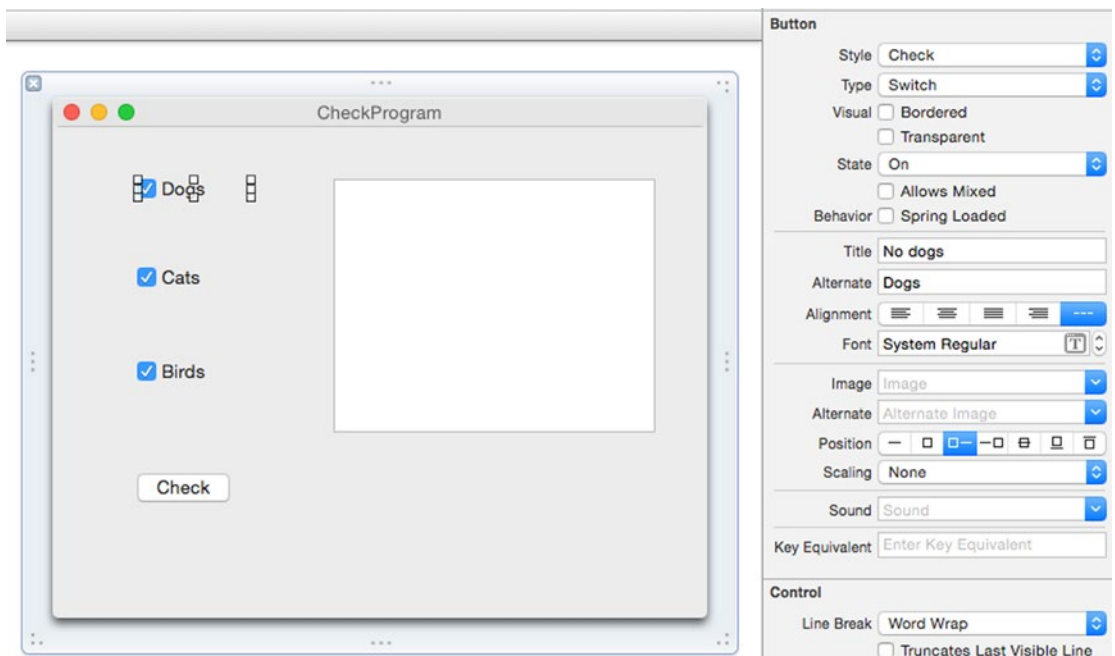 CheckProgram
Dogs
Cats
Birds
Check
Button
Style Check
Type Switch
Visual Bordered
Transparent
State On
Allows Mixed
Behavior Spring Loaded
Title No dogs
Alternate Dogs
Alignment
Font System Regular T
Image Image
Alternate Alternate Image
Position
Scaling None
Sound Sound
Key Equivalent Enter Key Equivalent
Control
Line Break Word Wrap
Truncates Last Visible Line